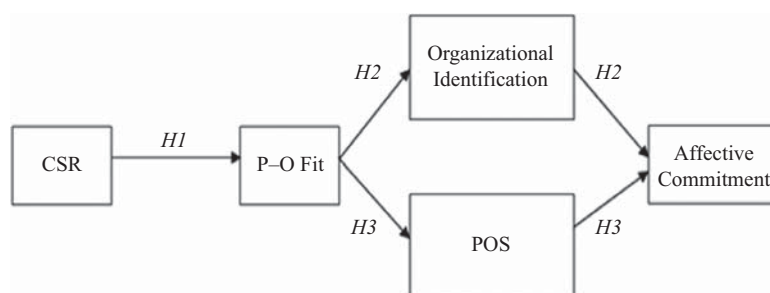 Organizational
Identification
H2
H2
H1
CSR
P–O Fit
Affective
Commitment
H3
POS
H3